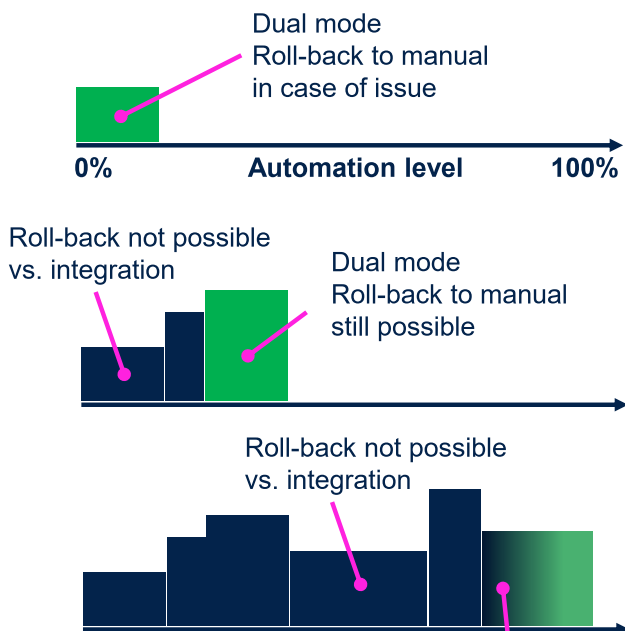 Dual mode
Roll-back to manual
in case of issue
0%
Automation level
100%
Roll-back not possible
vs. integration
Dual mode
Roll-back to manual
still possible
Roll-back not possible
vs. integration